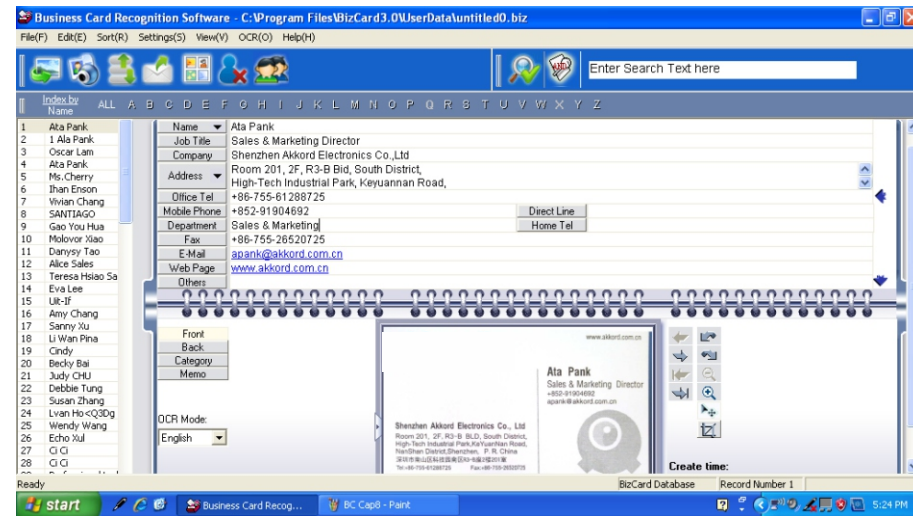 Business Card Recognition Software - C:\Program Files\BizCard3.0\UserData\untitled0.biz
File(F) Edit(E) Sort(R) Settings(S) View(V) OCR(O) Help(H)
Enter Search Text here
Index by Name ALL A B C D E F G H I J K L M N O P Q R S T U V W X Y Z
1 Ata Pank
2 1 Ala Pank
3 Oscar Lam
4 Ata Pank
5 Ms.Cherry
6 Ihan Enson
7 Vivian Chang
8 SANTIAGO
9 Gao You Hua
10 Molovor Xiao
11 Danysy Tao
12 Alice Sales
13 Teresa Hsiao Sa
14 Eva Lee
15 Uit-If
16 Amy Chang
17 Sanny Xu
18 Li Wan Pina
19 Cindy
20 Becky Bai
21 Judy CHU
22 Debbie Tung
23 Susan Zhang
24 Lvan Ho<Q3Dg
25 Wendy Wang
26 Echo Xul
27 Ci Ci
28 Ci Ci
Name Ata Pank
Job Title Sales & Marketing Director
Company Shenzhen Akkord Electronics Co.,Ltd
Address Room 201, 2F, R3-B Bid, South District,
High-Tech Industrial Park, Keyuannan Road,
Office Tel +86-755-61288725
Mobile Phone +852-91904692 Direct Line
Department Sales & Marketing Home Tel
Fax +86-755-26520725
E-Mail apank@akkord.com.cn
Web Page www.akkord.com.cn
Others
Front
Back
Category
Memo
OCR Mode:
English
www.akkord.com.cn
Ata Pank
Sales & Marketing Director
+852-91904692
apank@akkord.com.cn
Shenzhen Akkord Electronics Co., Ltd
Room 201, 2F, R3-B BLD, South District,
High-Tech Industrial Park,KaYuanNan Road,
NanShan District,Shenzhen, P. R. China
Tel:+86-755-61288725 Fax:+86-755-26520725
Create time:
Ready BizCard Database Record Number 1
start Business Card Recog... BC Cap8 - Paint 5:24 PM